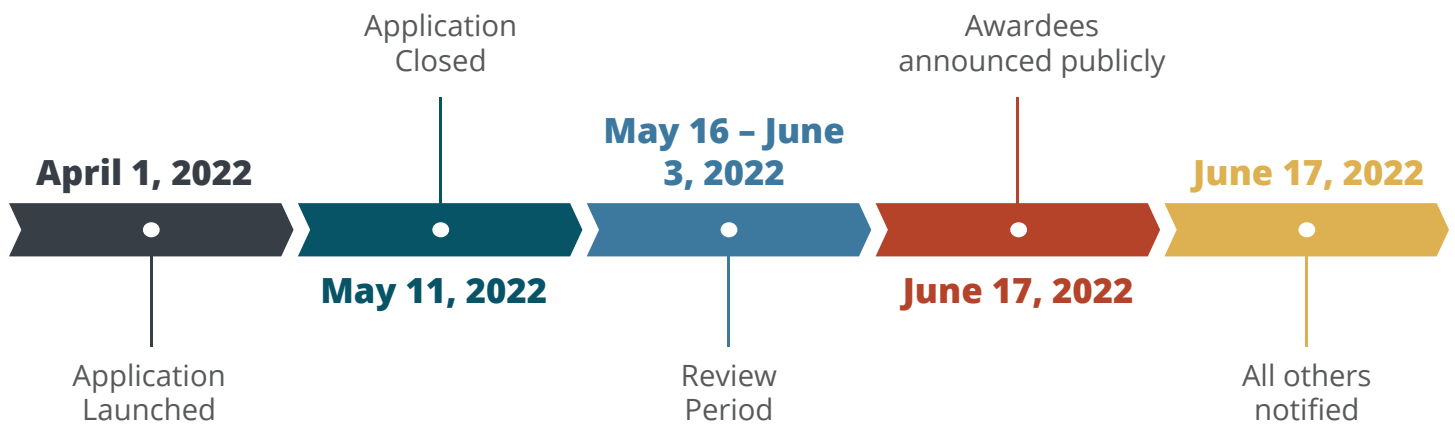 April 1, 2022
Application
Launched
Application
Closed
May 11, 2022
May 16 – June
3, 2022
Review
Period
Awardees
announced publicly
June 17, 2022
June 17, 2022
All others
notified